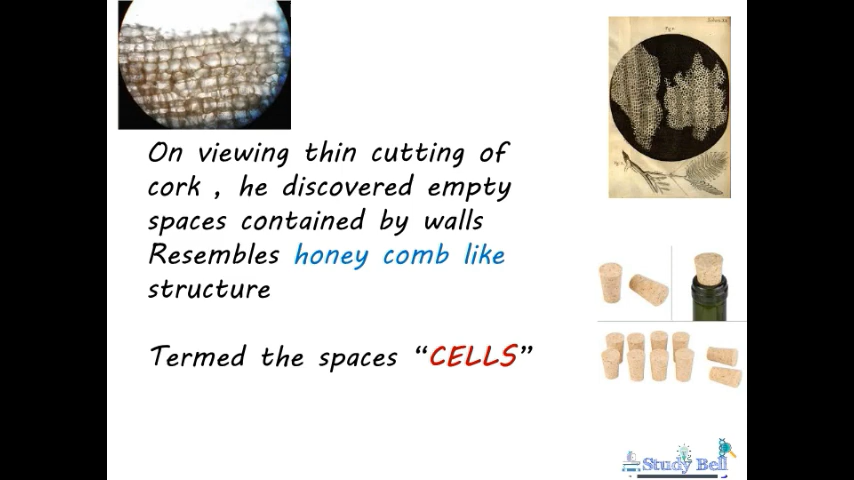 On viewing thin cutting of
cork , he discovered empty
spaces contained by walls
Resembles honey comb like
structure
Termed the spaces “CELLS”
Study Bell